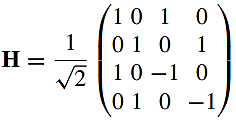 H = 1/√2 ( 1 0 1 0
0 1 0 1
1 0 −1 0
0 1 0 −1 )